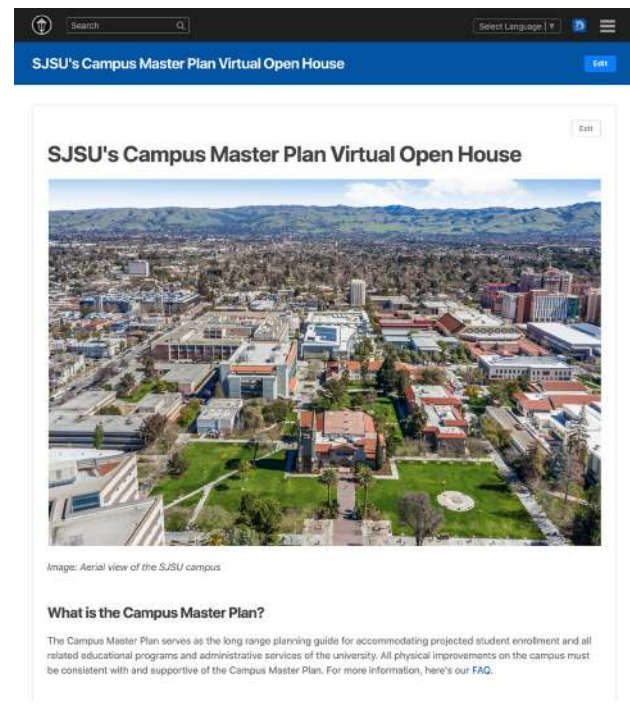 Search
Select Language | ▼
SJSU's Campus Master Plan Virtual Open House
Edit
Edit
SJSU's Campus Master Plan Virtual Open House
Image: Aerial view of the SJSU campus
What is the Campus Master Plan?
The Campus Master Plan serves as the long range planning guide for accommodating projected student enrollment and all
related educational programs and administrative services of the university. All physical improvements on the campus must
be consistent with and supportive of the Campus Master Plan. For more information, here's our FAQ.